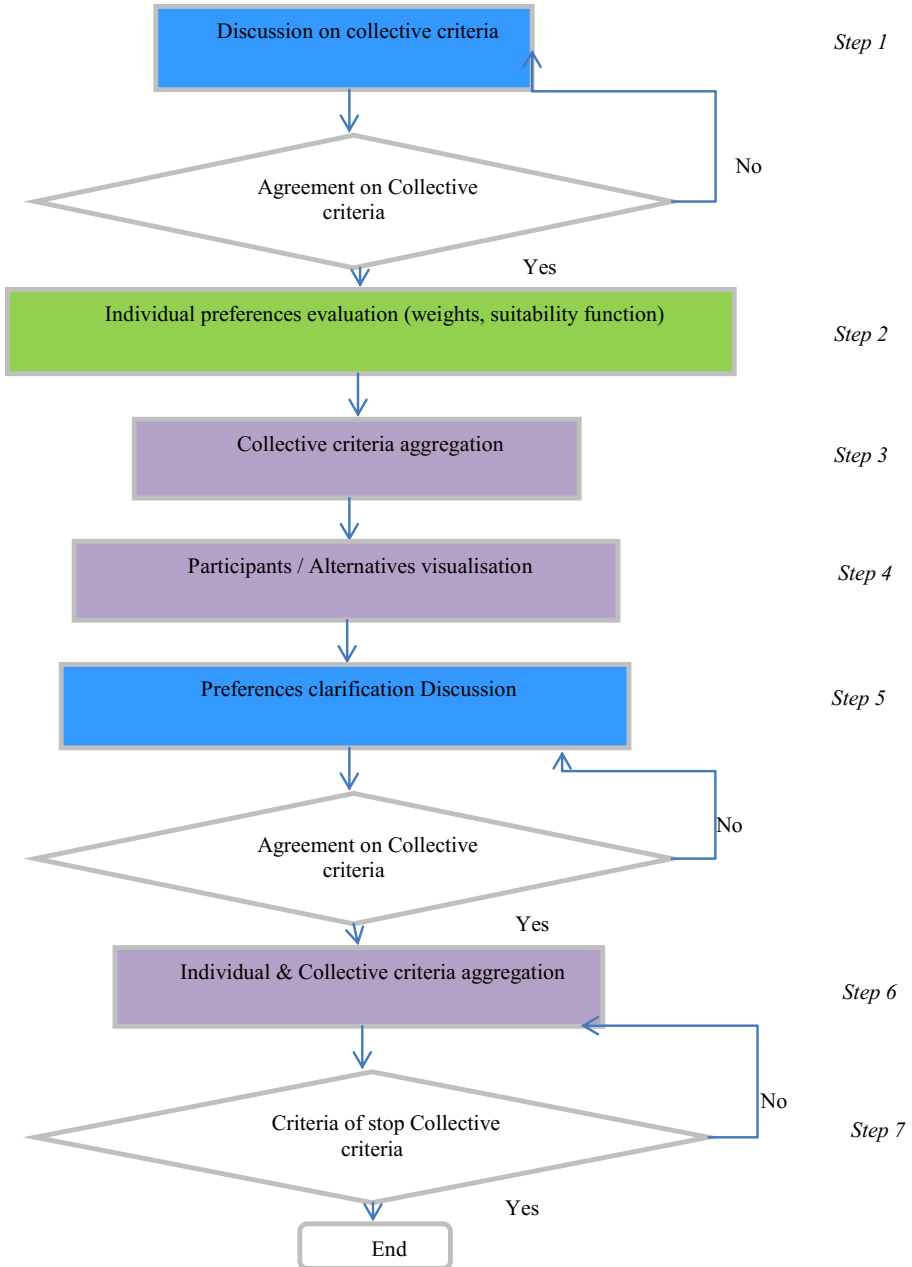 Discussion on collective criteria
Step 1
No
Agreement on Collective
criteria
Yes
Individual preferences evaluation (weights, suitability function)
Step 2
Collective criteria aggregation
Step 3
Participants / Alternatives visualisation
Step 4
Preferences clarification Discussion
Step 5
No
Agreement on Collective
criteria
Yes
Individual & Collective criteria aggregation
Step 6
No
Criteria of stop Collective
criteria
Step 7
Yes
End